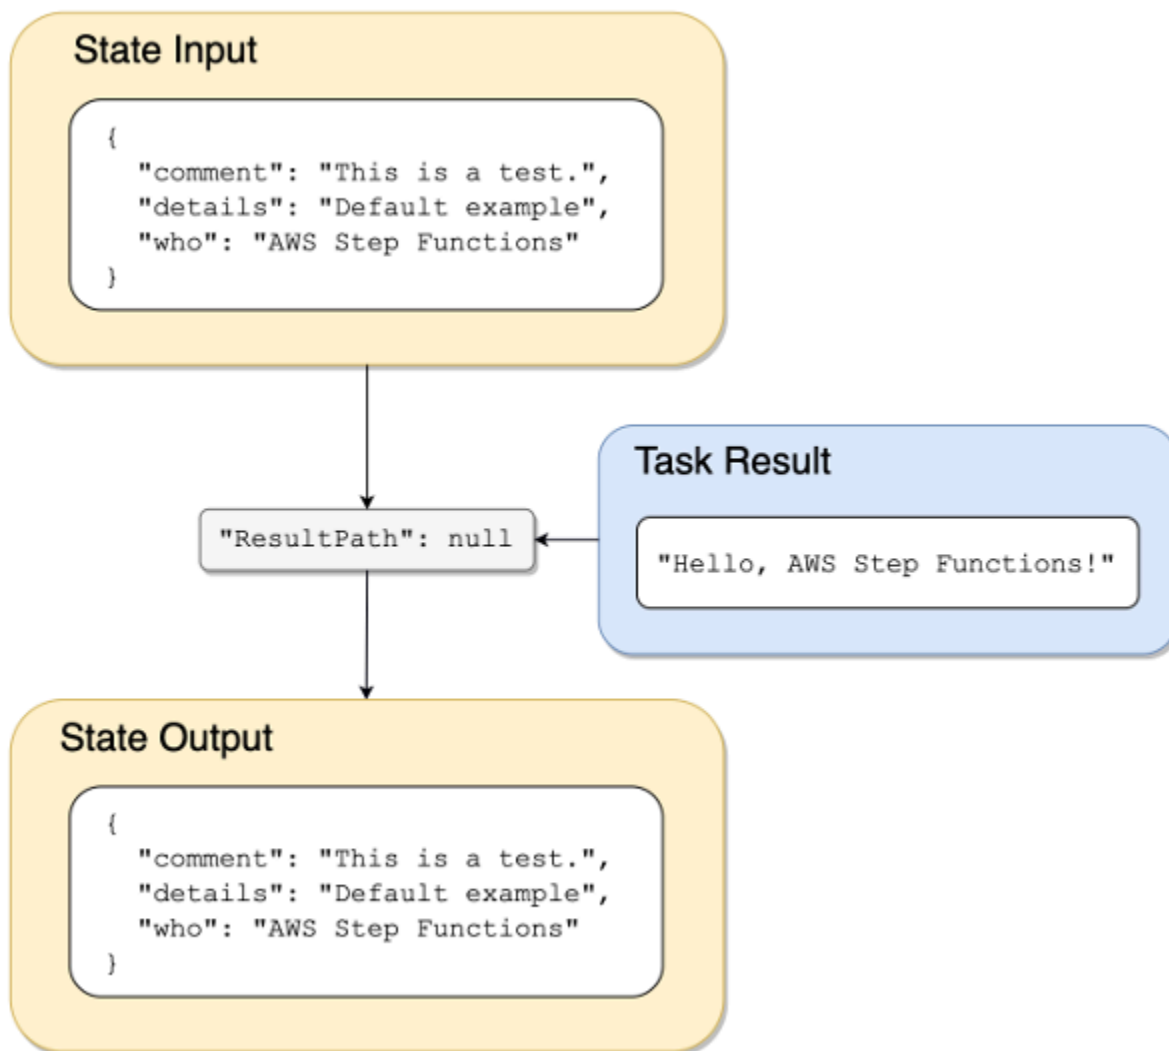 State Input
{
"comment": "This is a test.",
"details": "Default example",
"who": "AWS Step Functions"
}
Task Result
"ResultPath": null
"Hello, AWS Step Functions!"
State Output
{
"comment": "This is a test.",
"details": "Default example",
"who": "AWS Step Functions"
}